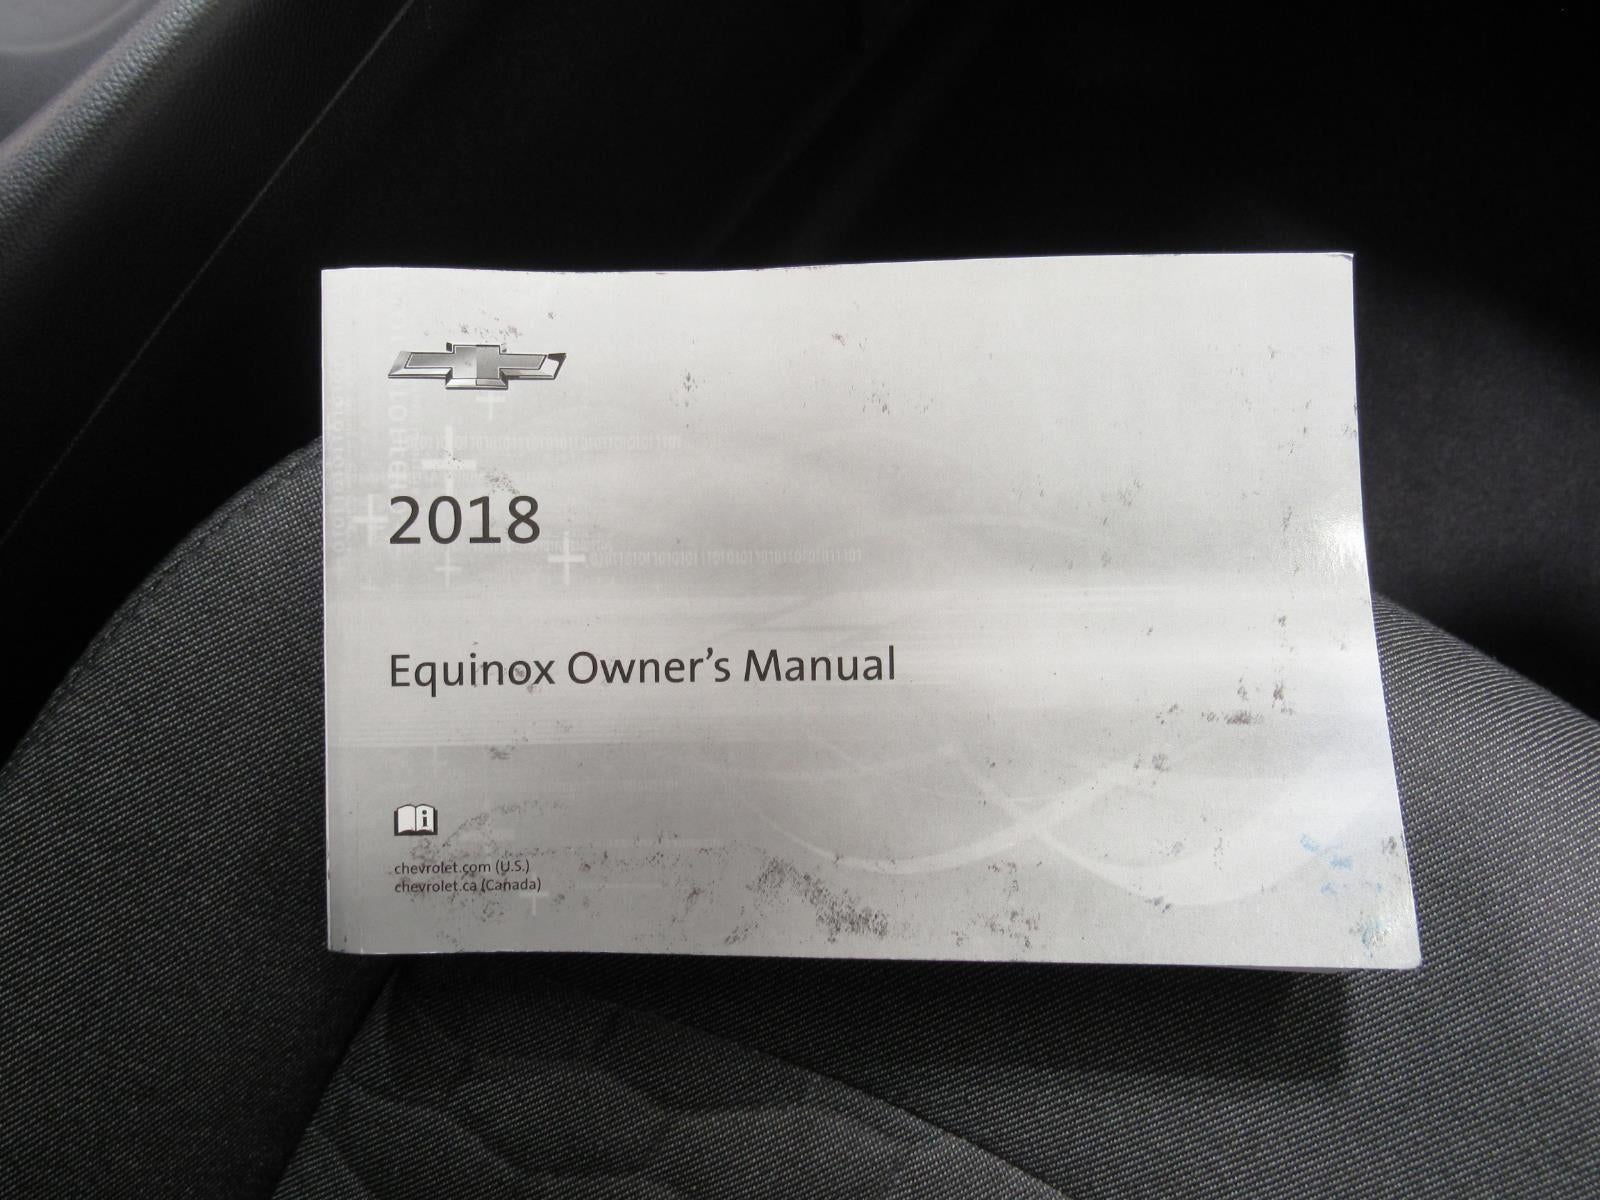 2018
Equinox Owner's Manual
i
chevrolet.com (U.S.)
chevrolet.ca (Canada)